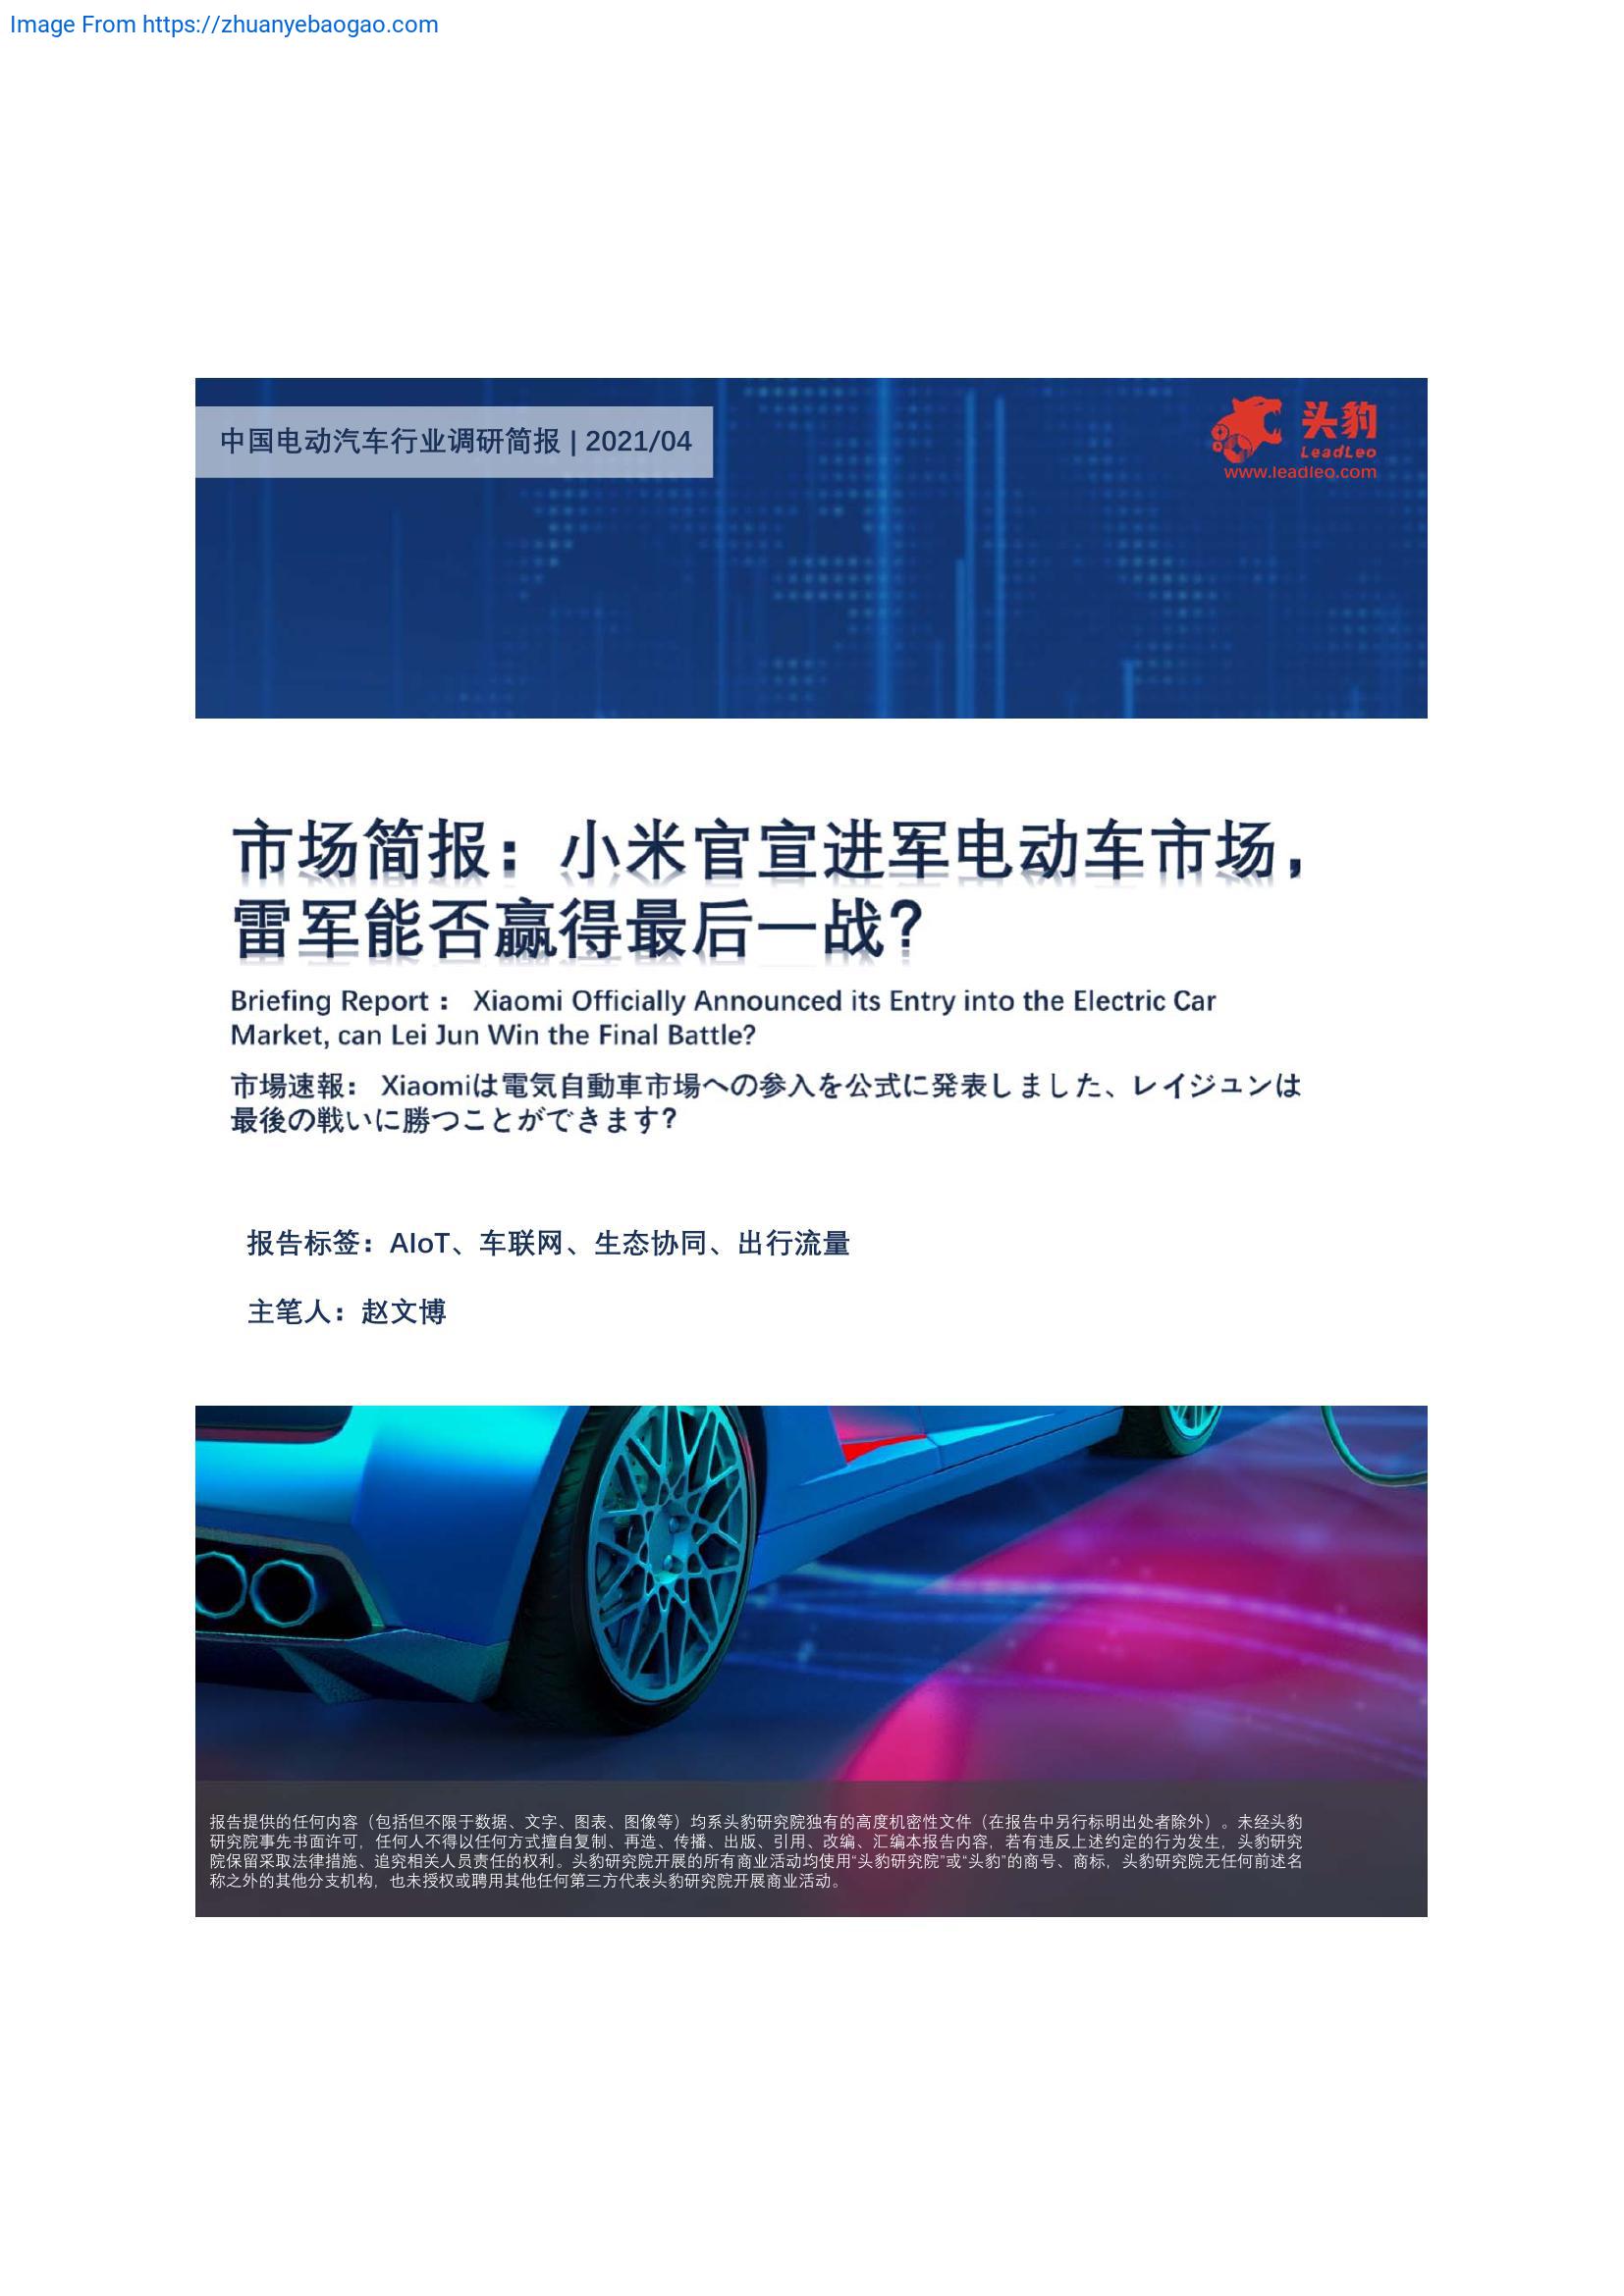 Image From https://zhuanyebaogao.com
中国电动汽车行业调研简报 | 2021/04
头豹
LeadLeo
www.leadleo.com
市场简报：小米官宣进军电动车市场，
雷军能否赢得最后一战？
Briefing Report： Xiaomi Officially Announced its Entry into the Electric Car
Market, can Lei Jun Win the Final Battle?
市場速報： Xiaomiは電気自動車市場への参入を公式に発表しました、レイジュンは
最後の戦いに勝つことができます？
报告标签：AIoT、车联网、生态协同、出行流量
主笔人：赵文博
报告提供的任何内容（包括但不限于数据、文字、图表、图像等）均系头豹研究院独有的高度机密性文件（在报告中另行标明出处者除外）。未经头豹
研究院事先书面许可，任何人不得以任何方式擅自复制、再造、传播、出版、引用、改编、汇编本报告内容，若有违反上述约定的行为发生，头豹研究
院保留采取法律措施、追究相关人员责任的权利。头豹研究院开展的所有商业活动均使用“头豹研究院”或“头豹”的商号、商标，头豹研究院无任何前述名
称之外的其他分支机构，也未授权或聘用其他任何第三方代表头豹研究院开展商业活动。